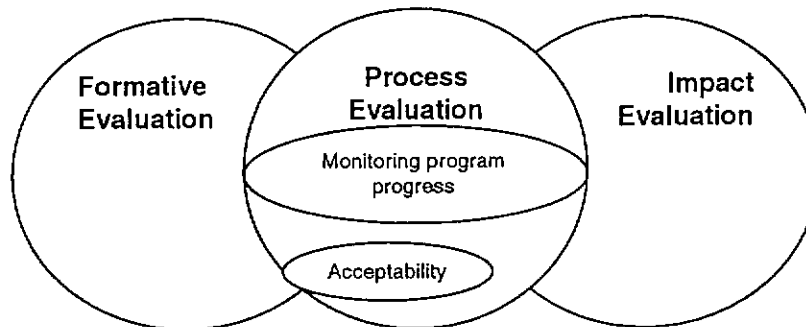 Formative
Evaluation
Process
Evaluation
Impact
Evaluation
Monitoring program
progress
Acceptability